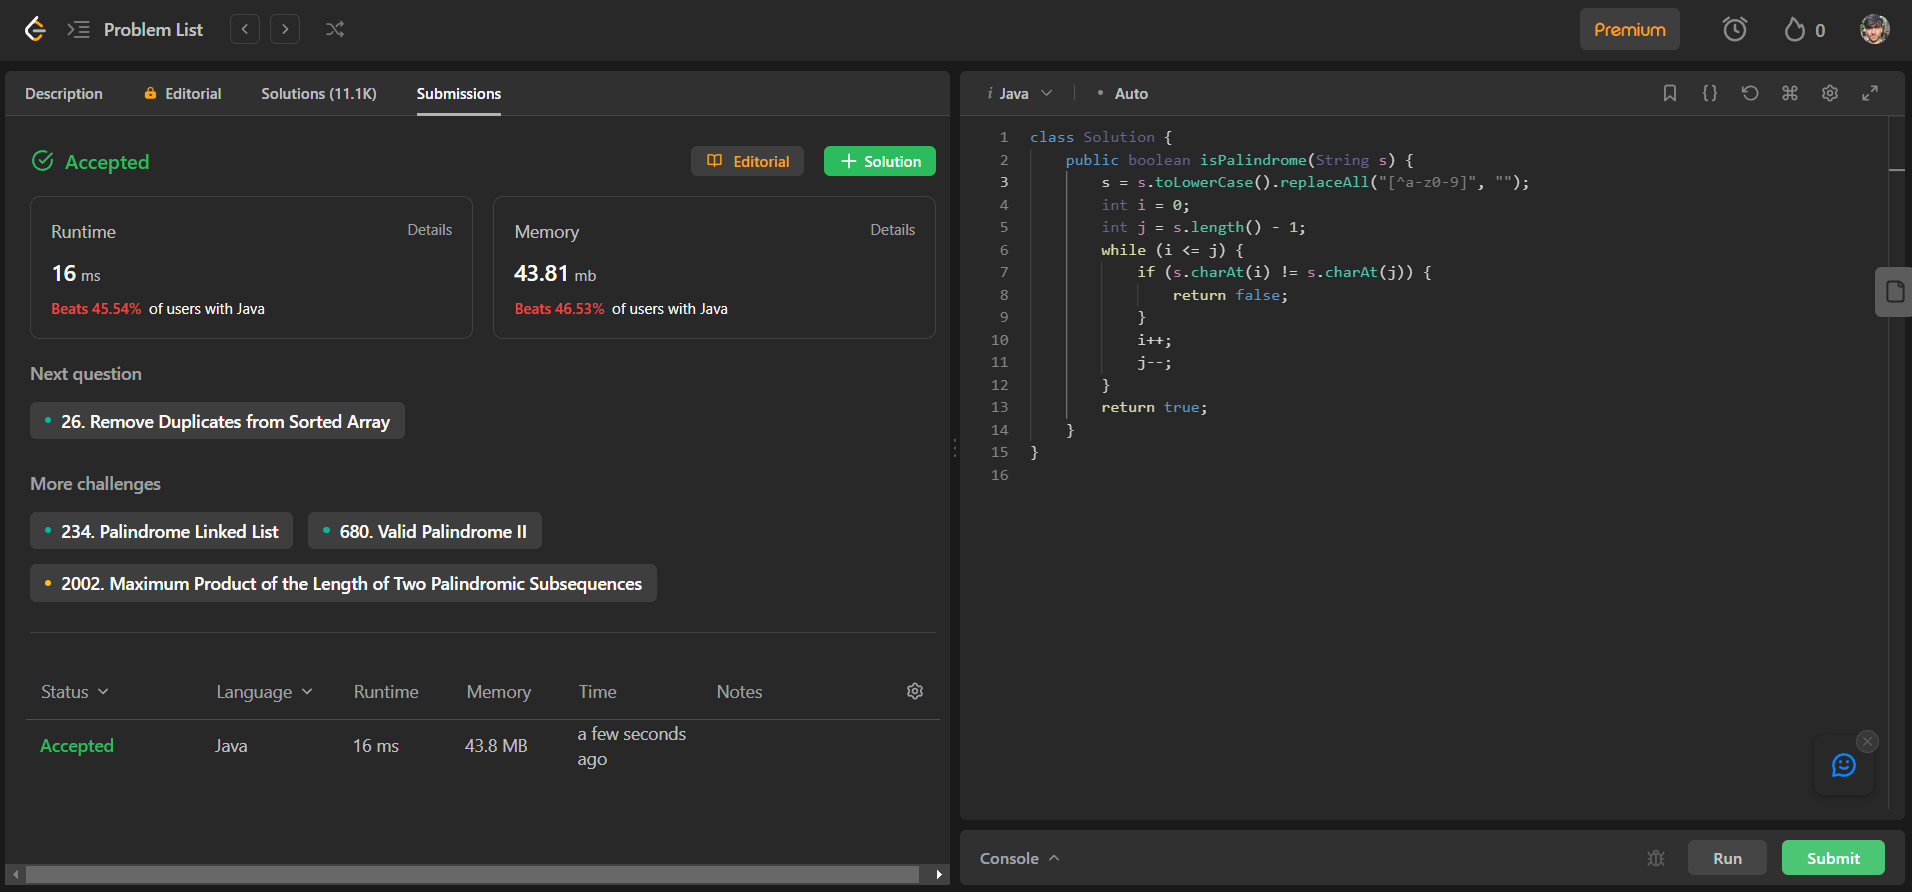 Problem List
Premium
0
Description
Editorial
Solutions (11.1K)
Submissions
Accepted
Editorial
+ Solution
Runtime
Details
16 ms
Beats 45.54% of users with Java
Memory
Details
43.81 mb
Beats 46.53% of users with Java
Next question
26. Remove Duplicates from Sorted Array
More challenges
234. Palindrome Linked List
680. Valid Palindrome II
2002. Maximum Product of the Length of Two Palindromic Subsequences
Status Language Runtime Memory Time Notes
Accepted Java 16 ms 43.8 MB a few seconds
ago
i Java
• Auto
1 class Solution {
2     public boolean isPalindrome(String s) {
3         s = s.toLowerCase().replaceAll("[^a-z0-9]", "");
4         int i = 0;
5         int j = s.length() - 1;
6         while (i <= j) {
7             if (s.charAt(i) != s.charAt(j)) {
8                 return false;
9             }
10             i++;
11             j--;
12         }
13         return true;
14     }
15 }
16
Console
Run
Submit